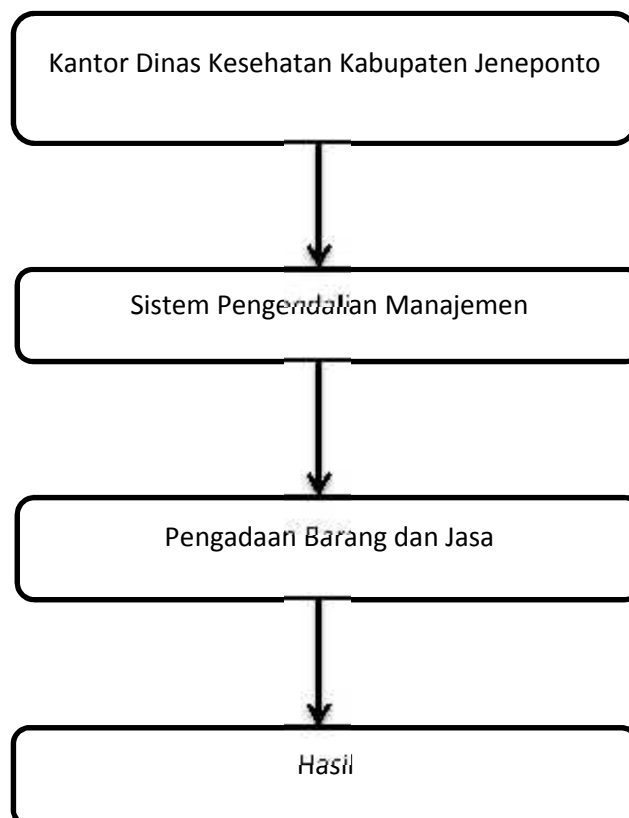 Kantor Dinas Kesehatan Kabupaten Jeneponto
Sistem Pengendalian Manajemen
Pengadaan Barang dan Jasa
Hasil